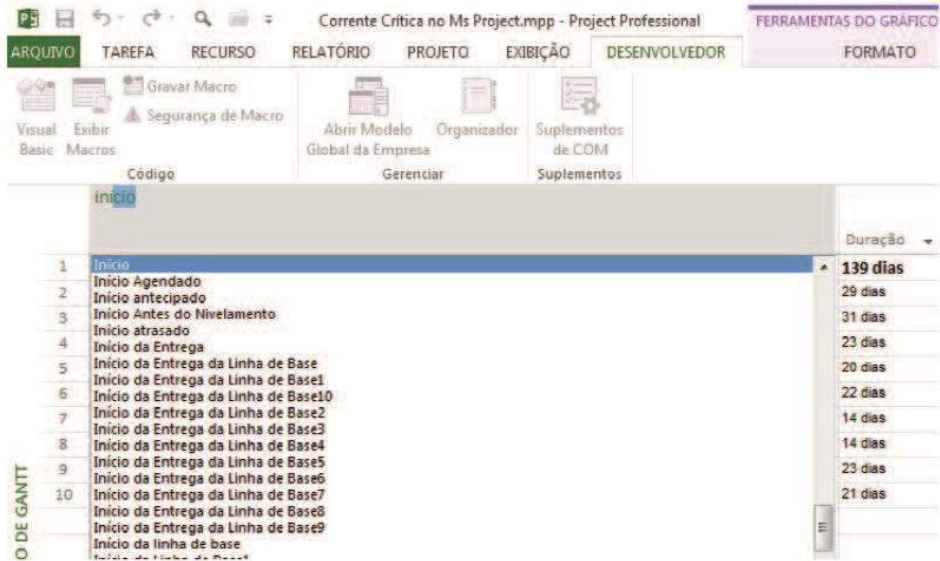 Corrente Crítica no Ms Project.mpp - Project Professional
FERRAMENTAS DO GRÁFICO
ARQUIVO TAREFA RECURSO RELATÓRIO PROJETO EXIBIÇÃO DESENVOLVEDOR FORMATO
Visual Basic
Exibir Macros
Gravar Macro
Segurança de Macro
Abrir Modelo Global da Empresa
Organizador
Suplementos de COM
Código Gerenciar Suplementos
início
Duração
1 Início 139 dias
Início Agendado
2 29 dias
Início antecipado
3 Início Antes do Nivelamento 31 dias
Início atrasado
4 Início da Entrega 23 dias
Início da Entrega da Linha de Base
5 20 dias
Início da Entrega da Linha de Base1
6 Início da Entrega da Linha de Base10 22 dias
Início da Entrega da Linha de Base2
7 14 dias
Início da Entrega da Linha de Base3
8 Início da Entrega da Linha de Base4 14 dias
Início da Entrega da Linha de Base5
9 23 dias
Início da Entrega da Linha de Base6
10 Início da Entrega da Linha de Base7 21 dias
Início da Entrega da Linha de Base8
Início da Entrega da Linha de Base9
Início da linha de base
O DE GANTT